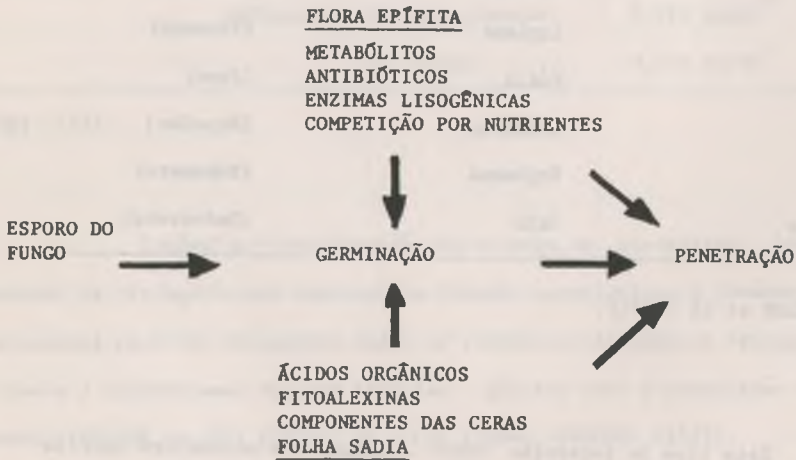 FLORA EPÍFITA
METABÓLITOS
ANTIBIÓTICOS
ENZIMAS LISOGÊNICAS
COMPETIÇÃO POR NUTRIENTES
ESPORO DO
FUNGO
GERMINAÇÃO
PENETRAÇÃO
ÁCIDOS ORGÂNICOS
FITOALEXINAS
COMPONENTES DAS CERAS
FOLHA SADIA